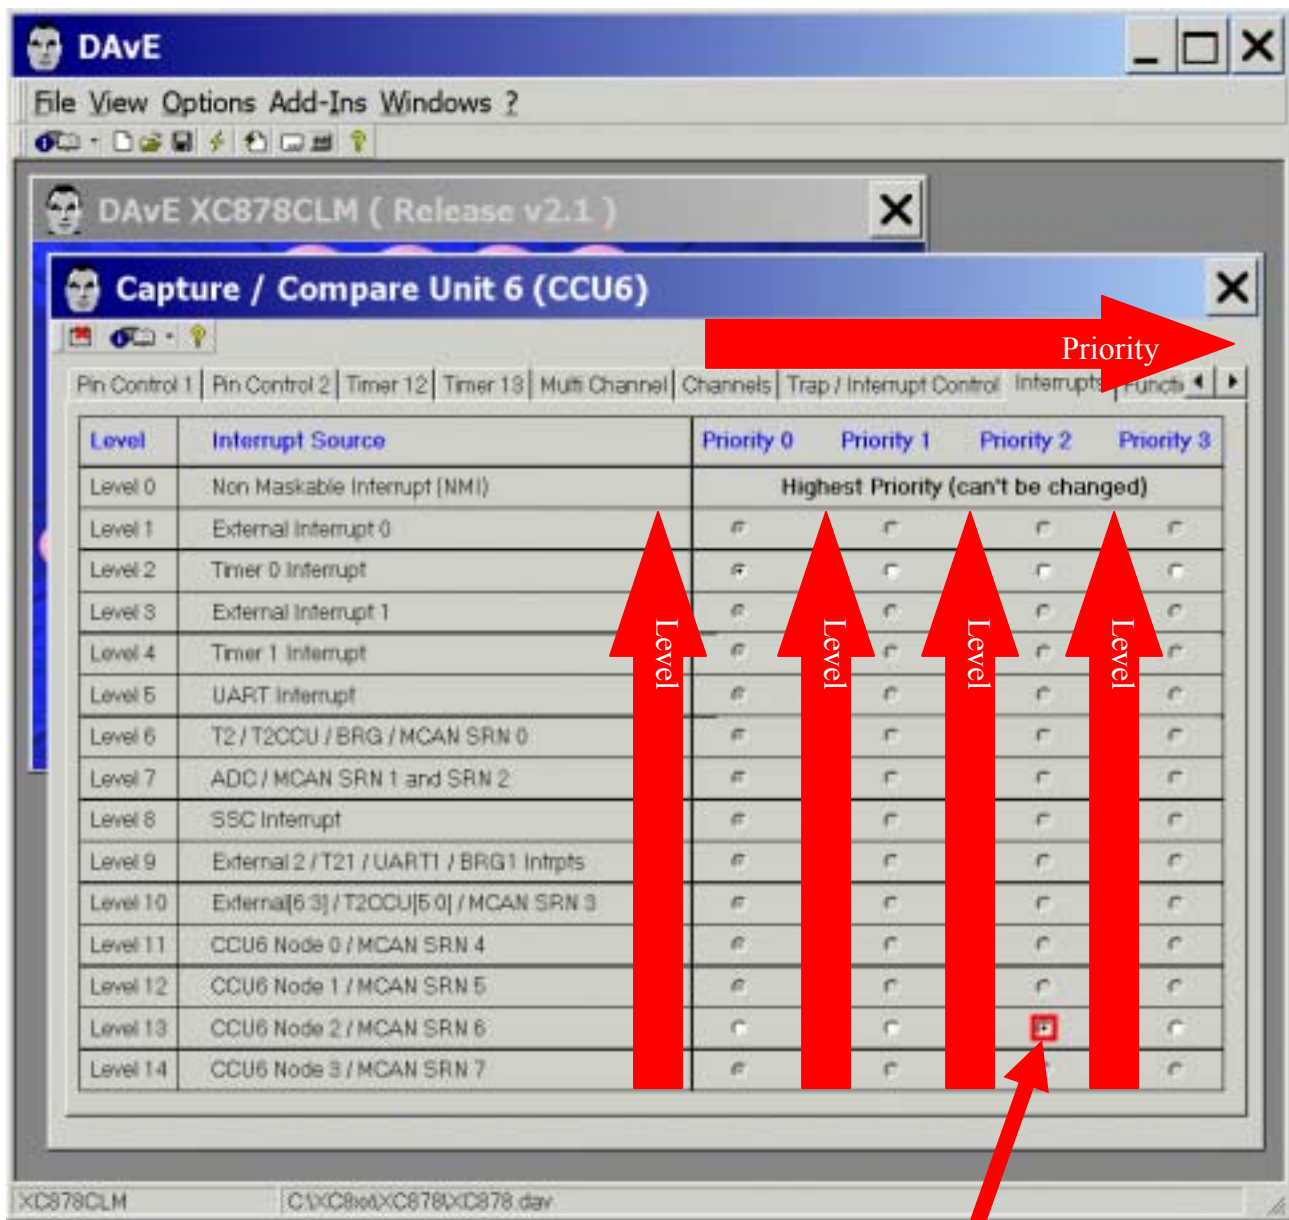 DAvE
File View Options Add-Ins Windows ?
DAvE XC878CLM ( Release v2.1 )
Capture / Compare Unit 6 (CCU6)
Priority
Pin Control 1 Pin Control 2 Timer 12 Timer 13 Multi Channel Channels Trap / Interrupt Control Interrupts Functi
Level Interrupt Source Priority 0 Priority 1 Priority 2 Priority 3
Level 0 Non Maskable Interrupt (NMI) Highest Priority (can't be changed)
Level 1 External Interrupt 0
Level 2 Timer 0 Interrupt
Level 3 External Interrupt 1
Level 4 Timer 1 Interrupt
Level 5 UART Interrupt
Level 6 T2 / T2CCU / BRG / MCAN SRN 0
Level 7 ADC / MCAN SRN 1 and SRN 2
Level 8 SSC Interrupt
Level 9 External 2 / T21 / UART1 / BRG1 Intrpts
Level 10 External[6:3] / T2CCU[5:0] / MCAN SRN 3
Level 11 CCU6 Node 0 / MCAN SRN 4
Level 12 CCU6 Node 1 / MCAN SRN 5
Level 13 CCU6 Node 2 / MCAN SRN 6
Level 14 CCU6 Node 3 / MCAN SRN 7
Level
Level
Level
Level
XC878CLM